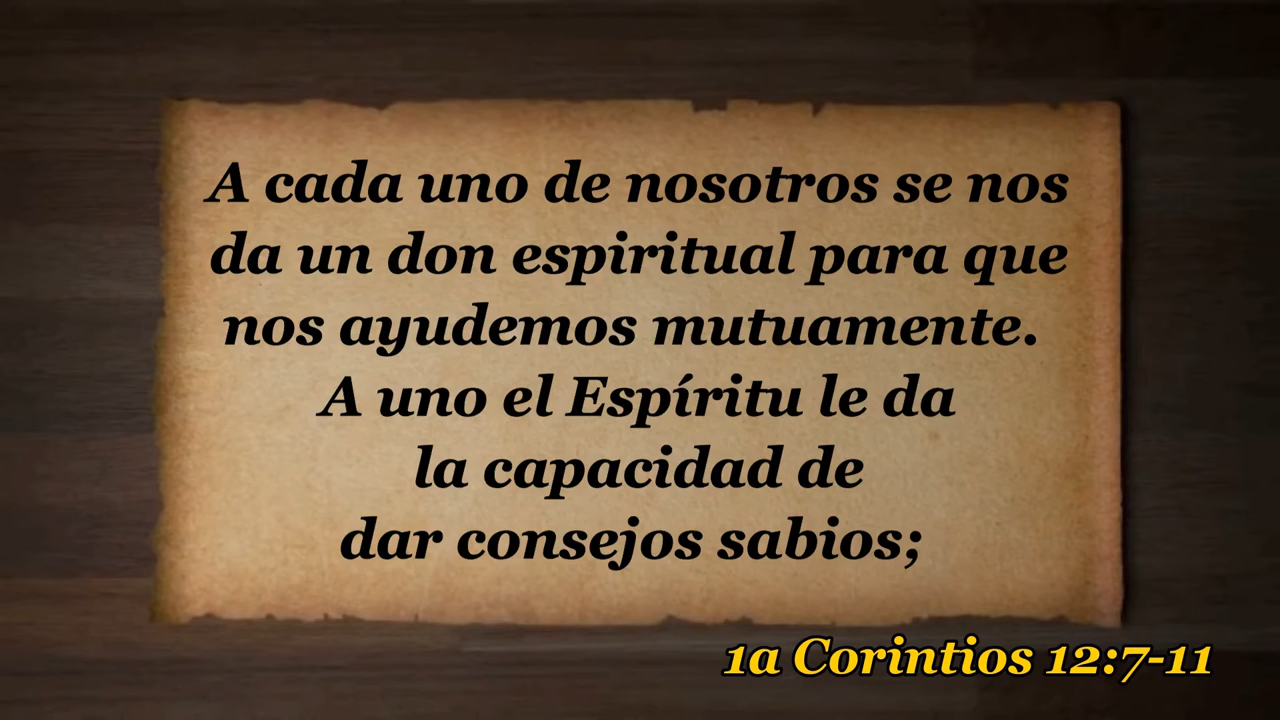 A cada uno de nosotros se nos
da un don espiritual para que
nos ayudemos mutuamente.
A uno el Espíritu le da
la capacidad de
dar consejos sabios;
1a Corintios 12:7-11